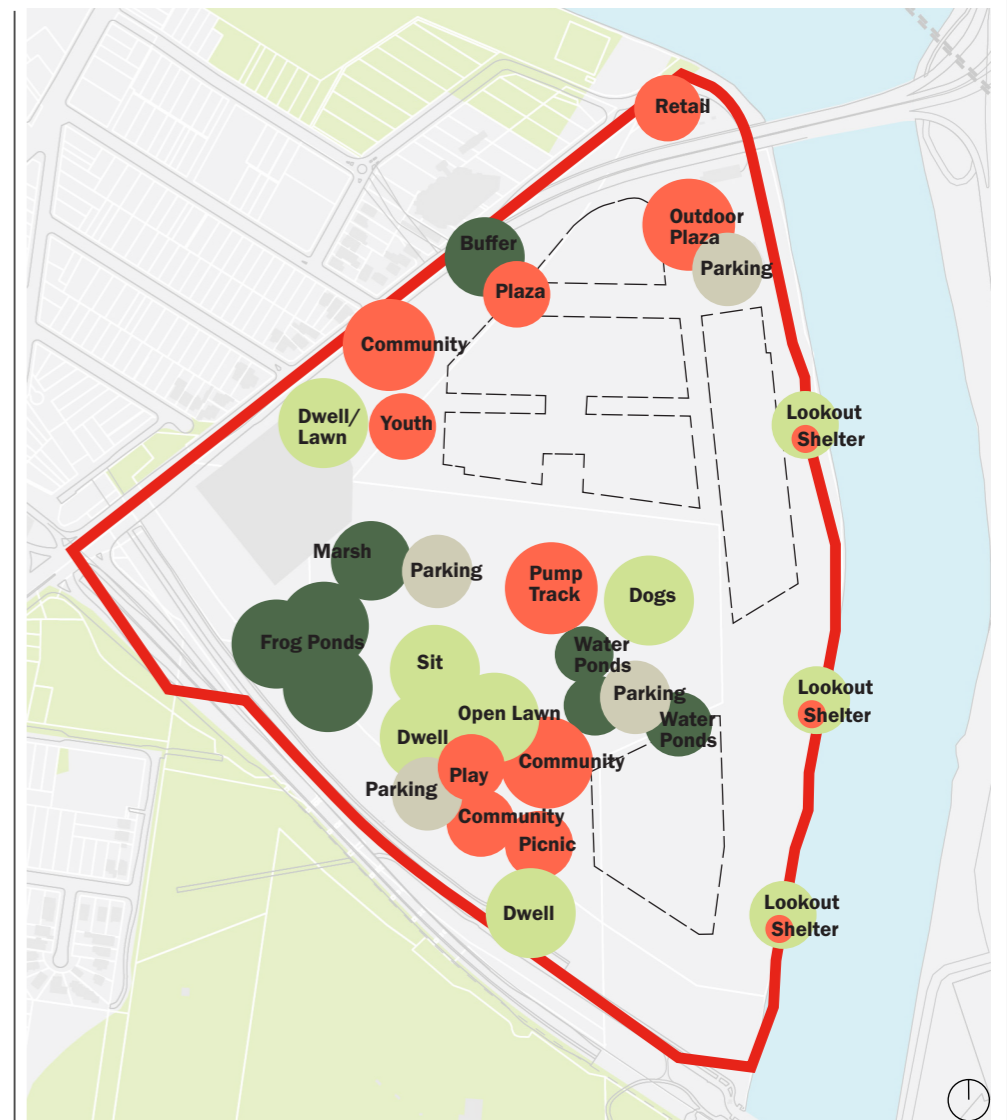 Retail
Outdoor
Plaza
Parking
Buffer
Plaza
Community
Dwell/
Lawn
Youth
Lookout
Shelter
Marsh
Parking
Pump
Track
Dogs
Frog Ponds
Water
Ponds
Sit
Parking
Lookout
Shelter
Open Lawn
Water
Ponds
Dwell
Community
Play
Parking
Community
Picnic
Dwell
Lookout
Shelter